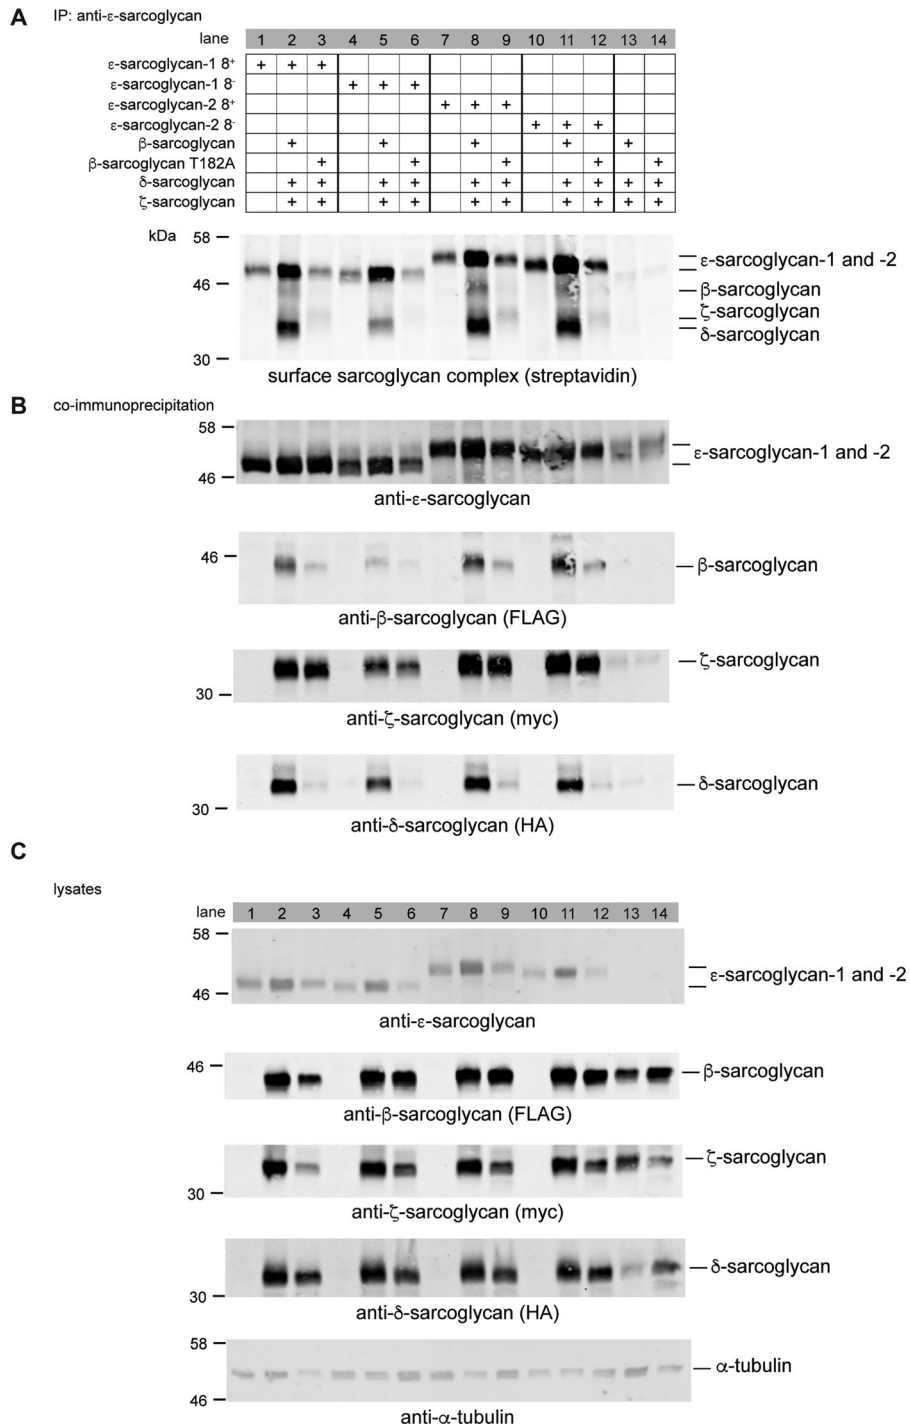 A
IP: anti-ε-sarcoglycan
lane 1 2 3 4 5 6 7 8 9 10 11 12 13 14
ε-sarcoglycan-1 8⁺ + + +
ε-sarcoglycan-1 8⁻ + + +
ε-sarcoglycan-2 8⁺ + + +
ε-sarcoglycan-2 8⁻ + + +
β-sarcoglycan + + + + +
β-sarcoglycan T182A + + + + +
δ-sarcoglycan + + + + + + + + + +
ζ-sarcoglycan + + + + + + + + + +
kDa
58
46
30
ε-sarcoglycan-1 and -2
β-sarcoglycan
ζ-sarcoglycan
δ-sarcoglycan
surface sarcoglycan complex (streptavidin)
B
co-immunoprecipitation
58
46
ε-sarcoglycan-1 and -2
anti-ε-sarcoglycan
46
β-sarcoglycan
anti-β-sarcoglycan (FLAG)
ζ-sarcoglycan
30
anti-ζ-sarcoglycan (myc)
δ-sarcoglycan
30
anti-δ-sarcoglycan (HA)
C
lysates
lane 1 2 3 4 5 6 7 8 9 10 11 12 13 14
58
46
ε-sarcoglycan-1 and -2
anti-ε-sarcoglycan
46
β-sarcoglycan
anti-β-sarcoglycan (FLAG)
ζ-sarcoglycan
30
anti-ζ-sarcoglycan (myc)
δ-sarcoglycan
30
anti-δ-sarcoglycan (HA)
58
α-tubulin
46
anti-α-tubulin